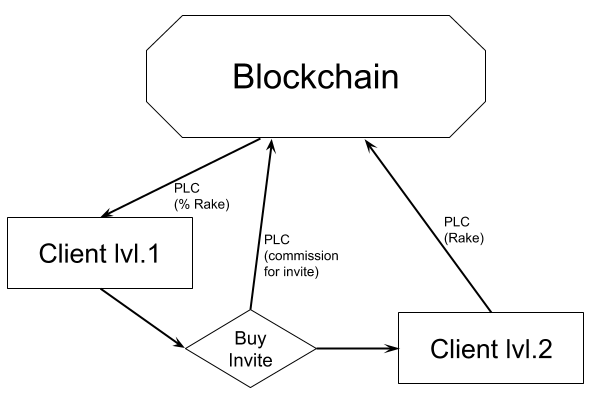 Blockchain
PLC
(% Rake)
PLC
(Rake)
PLC
(commission
for invite)
Client lvl.1
Buy
Invite
Client lvl.2